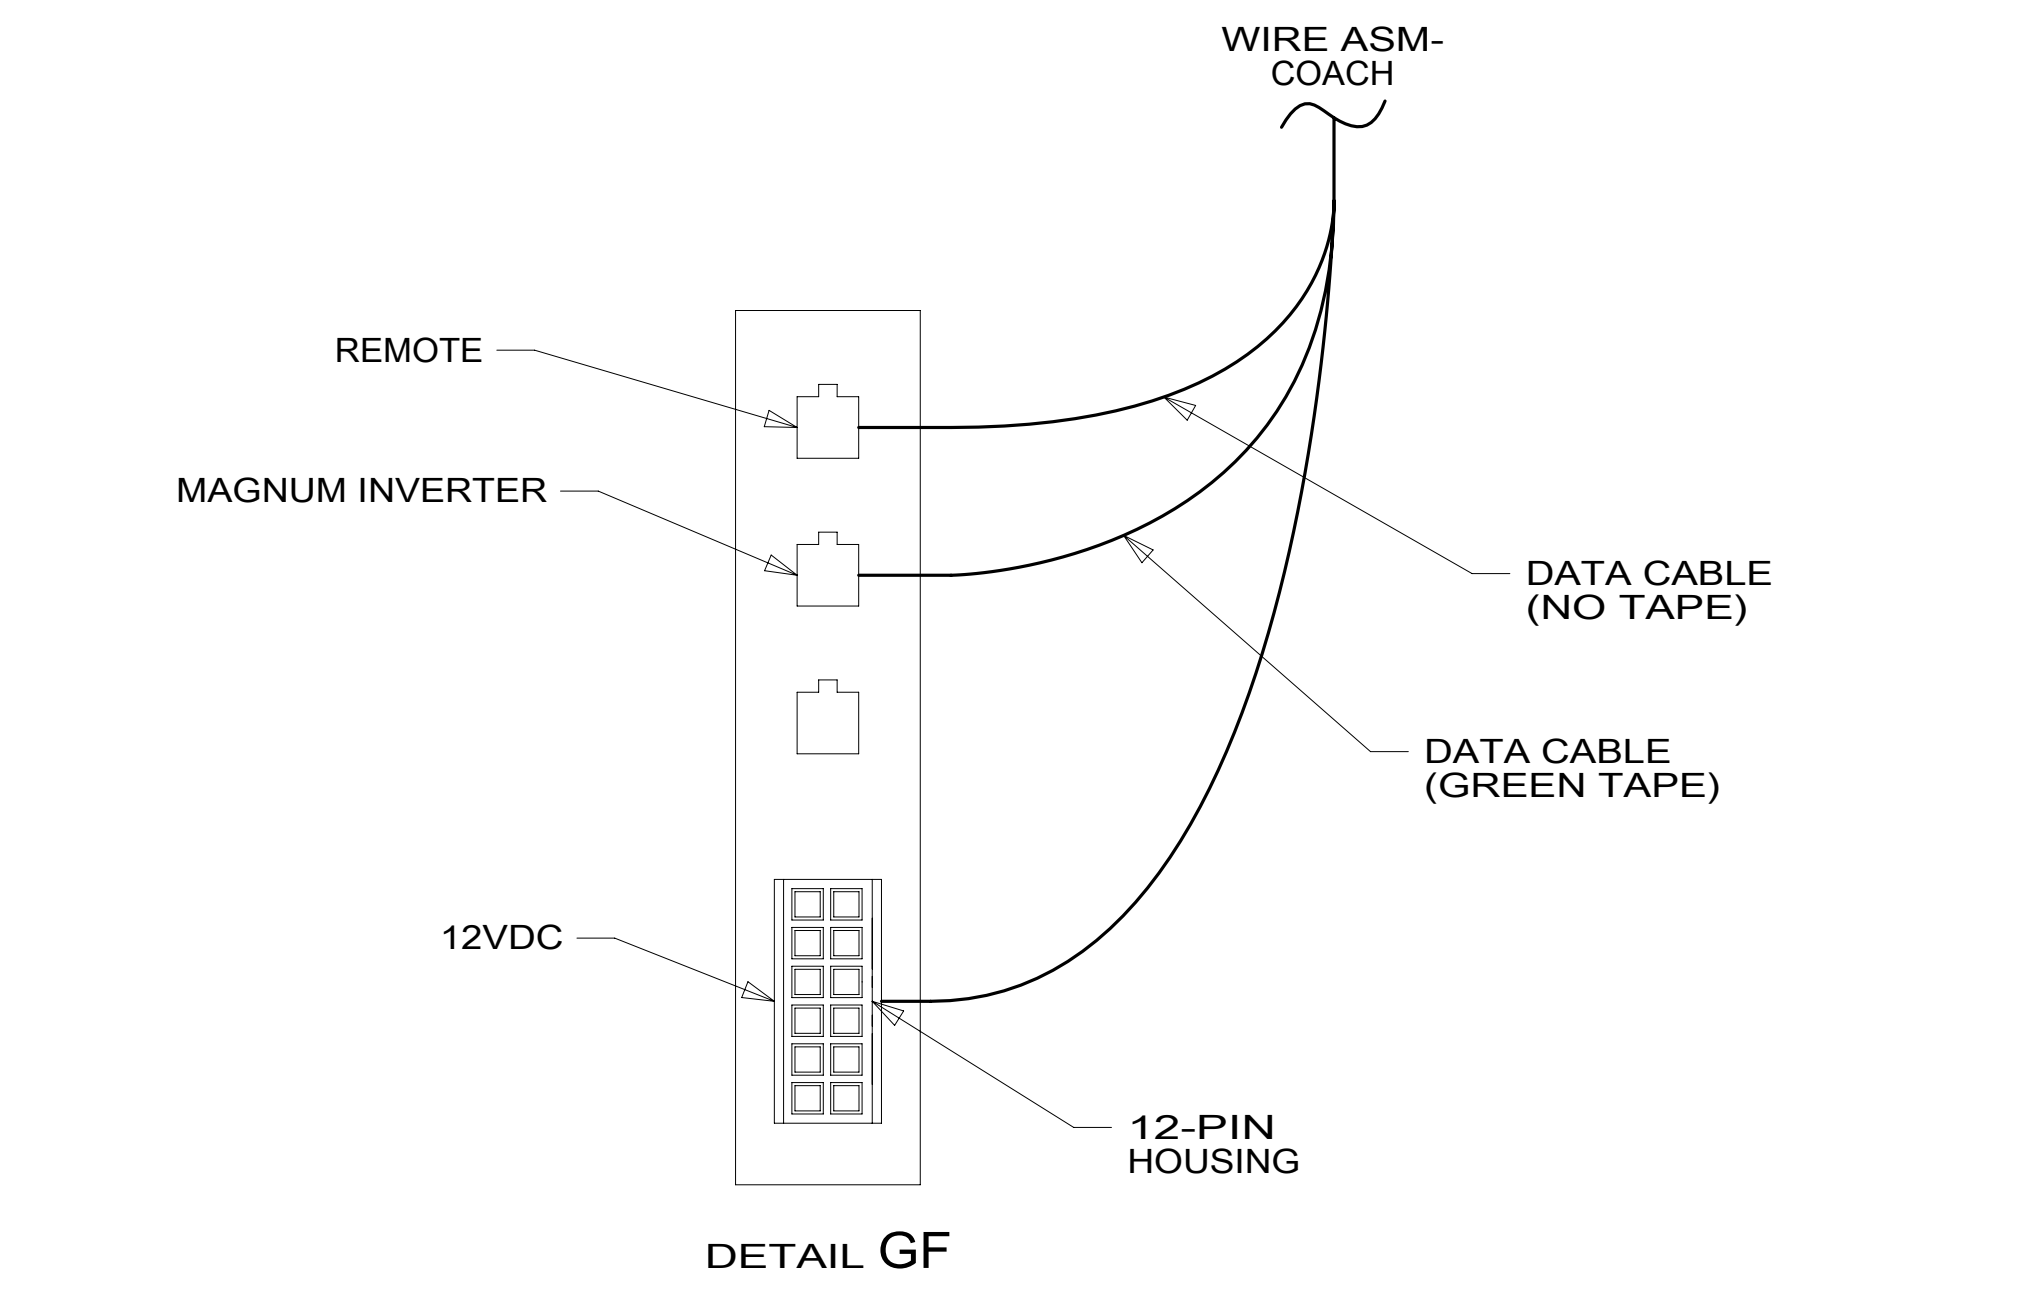 WIRE ASM-
COACH
REMOTE
MAGNUM INVERTER
DATA CABLE
(NO TAPE)
DATA CABLE
(GREEN TAPE)
12VDC
12-PIN
HOUSING
DETAIL GF